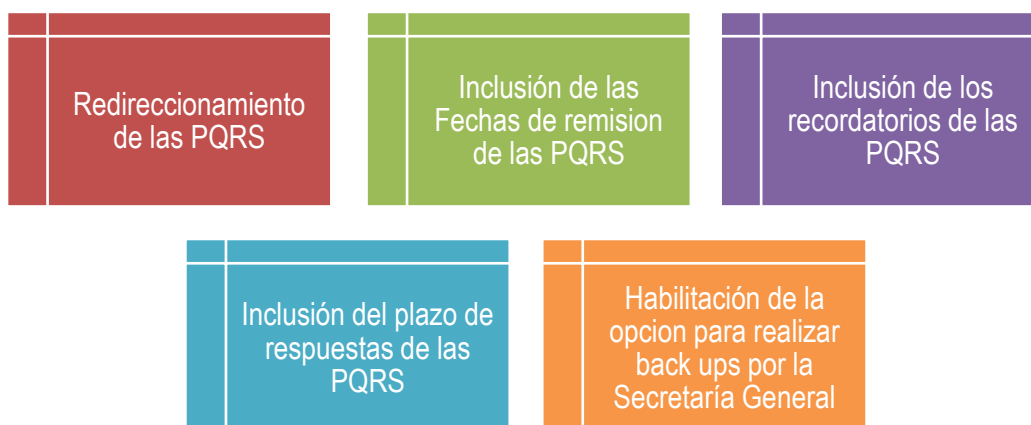 Redireccionamiento
de las PQRS
Inclusión de las
Fechas de remision
de las PQRS
Inclusión de los
recordatorios de las
PQRS
Inclusión del plazo de
respuestas de las
PQRS
Habilitación de la
opcion para realizar
back ups por la
Secretaría General